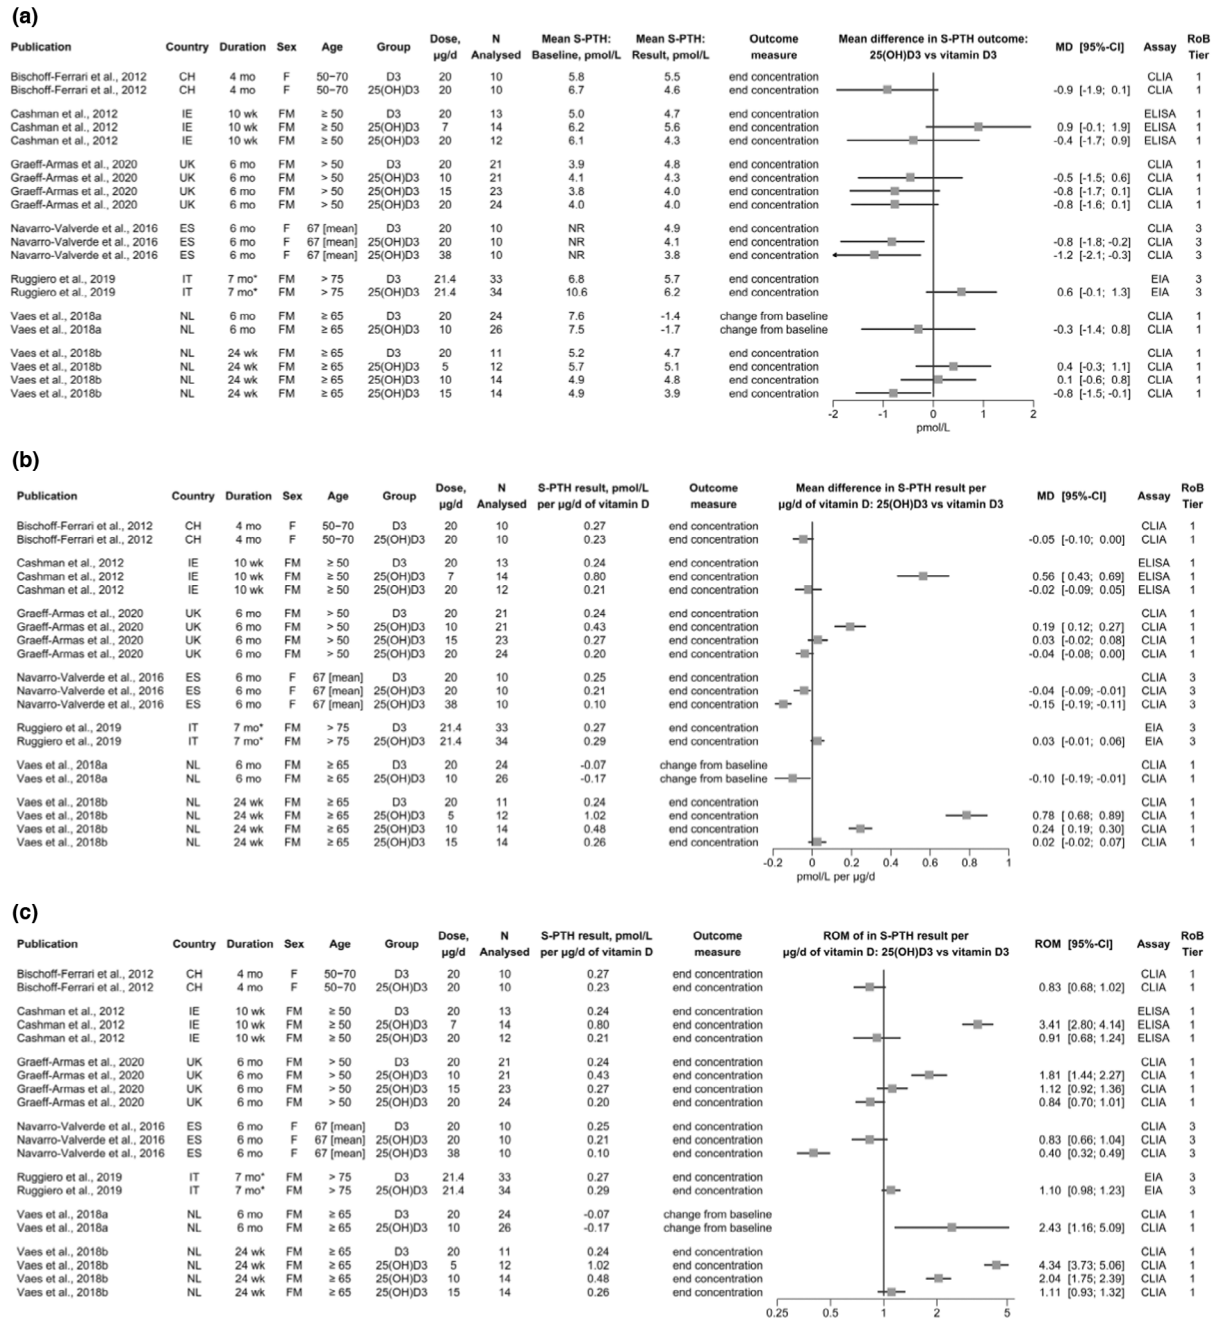 (a)
Publication Country Duration Sex Age Group Dose, µg/d N Analysed Mean S-PTH: Baseline, pmol/L Mean S-PTH: Result, pmol/L Outcome measure Mean difference in S-PTH outcome: 25(OH)D3 vs vitamin D3 MD [95%-CI] Assay RoB Tier
Bischoff-Ferrari et al., 2012 CH 4 mo F 50–70 D3 20 10 5.8 5.5 end concentration CLIA 1
Bischoff-Ferrari et al., 2012 CH 4 mo F 50–70 25(OH)D3 20 10 6.7 4.6 end concentration -0.9 [-1.9; 0.1] CLIA 1
Cashman et al., 2012 IE 10 wk FM ≥ 50 D3 20 13 5.0 4.7 end concentration ELISA 1
Cashman et al., 2012 IE 10 wk FM ≥ 50 25(OH)D3 7 14 6.2 5.6 end concentration 0.9 [-0.1; 1.9] ELISA 1
Cashman et al., 2012 IE 10 wk FM ≥ 50 25(OH)D3 20 12 6.1 4.3 end concentration -0.4 [-1.7; 0.9] ELISA 1
Graeff-Armas et al., 2020 UK 6 mo FM > 50 D3 20 21 3.9 4.8 end concentration CLIA 1
Graeff-Armas et al., 2020 UK 6 mo FM > 50 25(OH)D3 10 21 4.1 4.3 end concentration -0.5 [-1.5; 0.6] CLIA 1
Graeff-Armas et al., 2020 UK 6 mo FM > 50 25(OH)D3 15 23 3.8 4.0 end concentration -0.8 [-1.7; 0.1] CLIA 1
Graeff-Armas et al., 2020 UK 6 mo FM > 50 25(OH)D3 20 24 4.0 4.0 end concentration -0.8 [-1.6; 0.1] CLIA 1
Navarro-Valverde et al., 2016 ES 6 mo F 67 [mean] D3 20 10 NR 4.9 end concentration CLIA 3
Navarro-Valverde et al., 2016 ES 6 mo F 67 [mean] 25(OH)D3 20 10 NR 4.1 end concentration -0.8 [-1.8; -0.2] CLIA 3
Navarro-Valverde et al., 2016 ES 6 mo F 67 [mean] 25(OH)D3 38 10 NR 3.8 end concentration -1.2 [-2.1; -0.3] CLIA 3
Ruggiero et al., 2019 IT 7 mo* FM > 75 D3 21.4 33 6.8 5.7 end concentration EIA 3
Ruggiero et al., 2019 IT 7 mo* FM > 75 25(OH)D3 21.4 34 10.6 6.2 end concentration 0.6 [-0.1; 1.3] EIA 3
Vaes et al., 2018a NL 6 mo FM ≥ 65 D3 20 24 7.6 -1.4 change from baseline CLIA 1
Vaes et al., 2018a NL 6 mo FM ≥ 65 25(OH)D3 10 26 7.5 -1.7 change from baseline -0.3 [-1.4; 0.8] CLIA 1
Vaes et al., 2018b NL 24 wk FM ≥ 65 D3 20 11 5.2 4.7 end concentration CLIA 1
Vaes et al., 2018b NL 24 wk FM ≥ 65 25(OH)D3 5 12 5.7 5.1 end concentration 0.4 [-0.3; 1.1] CLIA 1
Vaes et al., 2018b NL 24 wk FM ≥ 65 25(OH)D3 10 14 4.9 4.8 end concentration 0.1 [-0.6; 0.8] CLIA 1
Vaes et al., 2018b NL 24 wk FM ≥ 65 25(OH)D3 15 14 4.9 3.9 end concentration -0.8 [-1.5; -0.1] CLIA 1
-2 -1 0 1 2
pmol/L
(b)
Publication Country Duration Sex Age Group Dose, µg/d N Analysed S-PTH result, pmol/L per µg/d of vitamin D Outcome measure Mean difference in S-PTH result per µg/d of vitamin D: 25(OH)D3 vs vitamin D3 MD [95%-CI] Assay RoB Tier
Bischoff-Ferrari et al., 2012 CH 4 mo F 50–70 D3 20 10 0.27 end concentration CLIA 1
Bischoff-Ferrari et al., 2012 CH 4 mo F 50–70 25(OH)D3 20 10 0.23 end concentration -0.05 [-0.10; 0.00] CLIA 1
Cashman et al., 2012 IE 10 wk FM ≥ 50 D3 20 13 0.24 end concentration ELISA 1
Cashman et al., 2012 IE 10 wk FM ≥ 50 25(OH)D3 7 14 0.80 end concentration 0.56 [0.43; 0.69] ELISA 1
Cashman et al., 2012 IE 10 wk FM ≥ 50 25(OH)D3 20 12 0.21 end concentration -0.02 [-0.09; 0.05] ELISA 1
Graeff-Armas et al., 2020 UK 6 mo FM > 50 D3 20 21 0.24 end concentration CLIA 1
Graeff-Armas et al., 2020 UK 6 mo FM > 50 25(OH)D3 10 21 0.43 end concentration 0.19 [0.12; 0.27] CLIA 1
Graeff-Armas et al., 2020 UK 6 mo FM > 50 25(OH)D3 15 23 0.27 end concentration 0.03 [-0.02; 0.08] CLIA 1
Graeff-Armas et al., 2020 UK 6 mo FM > 50 25(OH)D3 20 24 0.20 end concentration -0.04 [-0.08; 0.00] CLIA 1
Navarro-Valverde et al., 2016 ES 6 mo F 67 [mean] D3 20 10 0.25 end concentration CLIA 3
Navarro-Valverde et al., 2016 ES 6 mo F 67 [mean] 25(OH)D3 20 10 0.21 end concentration -0.04 [-0.09; -0.01] CLIA 3
Navarro-Valverde et al., 2016 ES 6 mo F 67 [mean] 25(OH)D3 38 10 0.10 end concentration -0.15 [-0.19; -0.11] CLIA 3
Ruggiero et al., 2019 IT 7 mo* FM > 75 D3 21.4 33 0.27 end concentration EIA 3
Ruggiero et al., 2019 IT 7 mo* FM > 75 25(OH)D3 21.4 34 0.29 end concentration 0.03 [-0.01; 0.06] EIA 3
Vaes et al., 2018a NL 6 mo FM ≥ 65 D3 20 24 -0.07 change from baseline CLIA 1
Vaes et al., 2018a NL 6 mo FM ≥ 65 25(OH)D3 10 26 -0.17 change from baseline -0.10 [-0.19; -0.01] CLIA 1
Vaes et al., 2018b NL 24 wk FM ≥ 65 D3 20 11 0.24 end concentration CLIA 1
Vaes et al., 2018b NL 24 wk FM ≥ 65 25(OH)D3 5 12 1.02 end concentration 0.78 [0.68; 0.89] CLIA 1
Vaes et al., 2018b NL 24 wk FM ≥ 65 25(OH)D3 10 14 0.48 end concentration 0.24 [0.19; 0.30] CLIA 1
Vaes et al., 2018b NL 24 wk FM ≥ 65 25(OH)D3 15 14 0.26 end concentration 0.02 [-0.02; 0.07] CLIA 1
-0.2 0 0.2 0.4 0.6 0.8 1
pmol/L per µg/d
(c)
Publication Country Duration Sex Age Group Dose, µg/d N Analysed S-PTH result, pmol/L per µg/d of vitamin D Outcome measure ROM of in S-PTH result per µg/d of vitamin D: 25(OH)D3 vs vitamin D3 ROM [95%-CI] Assay RoB Tier
Bischoff-Ferrari et al., 2012 CH 4 mo F 50–70 D3 20 10 0.27 end concentration CLIA 1
Bischoff-Ferrari et al., 2012 CH 4 mo F 50–70 25(OH)D3 20 10 0.23 end concentration 0.83 [0.68; 1.02] CLIA 1
Cashman et al., 2012 IE 10 wk FM ≥ 50 D3 20 13 0.24 end concentration ELISA 1
Cashman et al., 2012 IE 10 wk FM ≥ 50 25(OH)D3 7 14 0.80 end concentration 3.41 [2.80; 4.14] ELISA 1
Cashman et al., 2012 IE 10 wk FM ≥ 50 25(OH)D3 20 12 0.21 end concentration 0.91 [0.68; 1.24] ELISA 1
Graeff-Armas et al., 2020 UK 6 mo FM > 50 D3 20 21 0.24 end concentration CLIA 1
Graeff-Armas et al., 2020 UK 6 mo FM > 50 25(OH)D3 10 21 0.43 end concentration 1.81 [1.44; 2.27] CLIA 1
Graeff-Armas et al., 2020 UK 6 mo FM > 50 25(OH)D3 15 23 0.27 end concentration 1.12 [0.92; 1.36] CLIA 1
Graeff-Armas et al., 2020 UK 6 mo FM > 50 25(OH)D3 20 24 0.20 end concentration 0.84 [0.70; 1.01] CLIA 1
Navarro-Valverde et al., 2016 ES 6 mo F 67 [mean] D3 20 10 0.25 end concentration CLIA 3
Navarro-Valverde et al., 2016 ES 6 mo F 67 [mean] 25(OH)D3 20 10 0.21 end concentration 0.83 [0.66; 1.04] CLIA 3
Navarro-Valverde et al., 2016 ES 6 mo F 67 [mean] 25(OH)D3 38 10 0.10 end concentration 0.40 [0.32; 0.49] CLIA 3
Ruggiero et al., 2019 IT 7 mo* FM > 75 D3 21.4 33 0.27 end concentration EIA 3
Ruggiero et al., 2019 IT 7 mo* FM > 75 25(OH)D3 21.4 34 0.29 end concentration 1.10 [0.98; 1.23] EIA 3
Vaes et al., 2018a NL 6 mo FM ≥ 65 D3 20 24 -0.07 change from baseline CLIA 1
Vaes et al., 2018a NL 6 mo FM ≥ 65 25(OH)D3 10 26 -0.17 change from baseline 2.43 [1.16; 5.09] CLIA 1
Vaes et al., 2018b NL 24 wk FM ≥ 65 D3 20 11 0.24 end concentration CLIA 1
Vaes et al., 2018b NL 24 wk FM ≥ 65 25(OH)D3 5 12 1.02 end concentration 4.34 [3.73; 5.06] CLIA 1
Vaes et al., 2018b NL 24 wk FM ≥ 65 25(OH)D3 10 14 0.48 end concentration 2.04 [1.75; 2.39] CLIA 1
Vaes et al., 2018b NL 24 wk FM ≥ 65 25(OH)D3 15 14 0.26 end concentration 1.11 [0.93; 1.32] CLIA 1
0.25 0.5 1 2 5